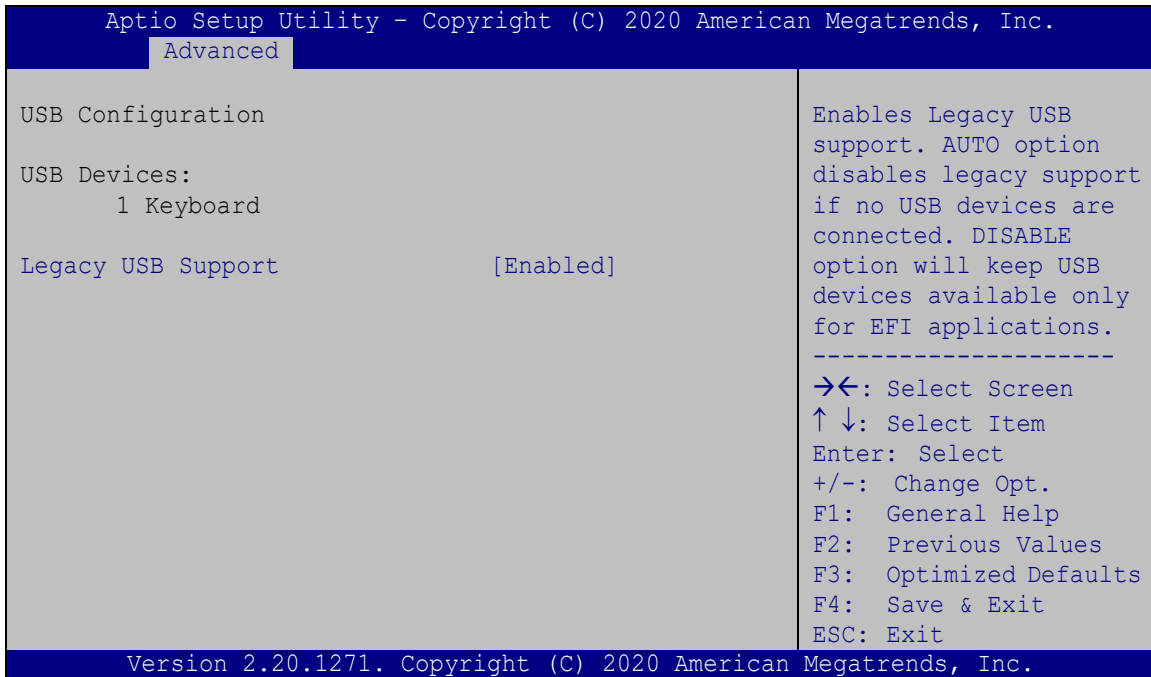 Aptio Setup Utility – Copyright (C) 2020 American Megatrends, Inc.
Advanced
USB Configuration
USB Devices:
1 Keyboard
Legacy USB Support [Enabled]
Enables Legacy USB
support. AUTO option
disables legacy support
if no USB devices are
connected. DISABLE
option will keep USB
devices available only
for EFI applications.
---------------------
→←: Select Screen
↑ ↓: Select Item
Enter: Select
+/-: Change Opt.
F1: General Help
F2: Previous Values
F3: Optimized Defaults
F4: Save & Exit
ESC: Exit
Version 2.20.1271. Copyright (C) 2020 American Megatrends, Inc.